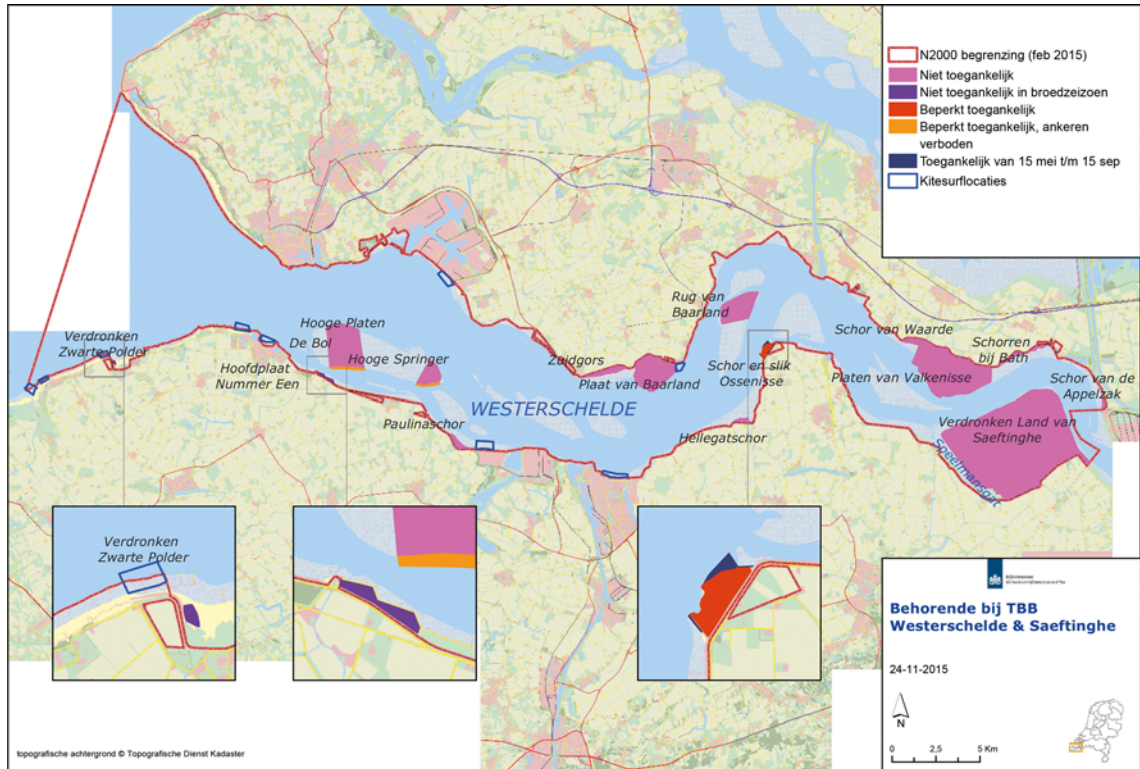 N2000 begrenzing (feb 2015)
Niet toegankelijk
Niet toegankelijk in broedzeizoen
Beperkt toegankelijk
Beperkt toegankelijk, ankeren
verboden
Toegankelijk van 15 mei t/m 15 sep
Kitesurflocaties
Verdronken
Zwarte Polder
De Bol
Hooge Platen
Hoofdplaat
Nummer Een
Hooge Springer
Paulinaschor
WESTERSCHELDE
Zuidgors
Plaat van Baarland
Rug van
Baarland
Schor en slik
Ossenisse
Hellegatschor
Schor van Waarde
Platen van Valkenisse
Schorren
bij Bath
Schor van de
Appelzak
Verdronken Land van
Saeftinghe
Speelmansgat
Verdronken
Zwarte Polder
Behorende bij TBB
Westerschelde & Saeftinghe
24-11-2015
N
0 2,5 5 Km
topografische achtergrond © Topografische Dienst Kadaster